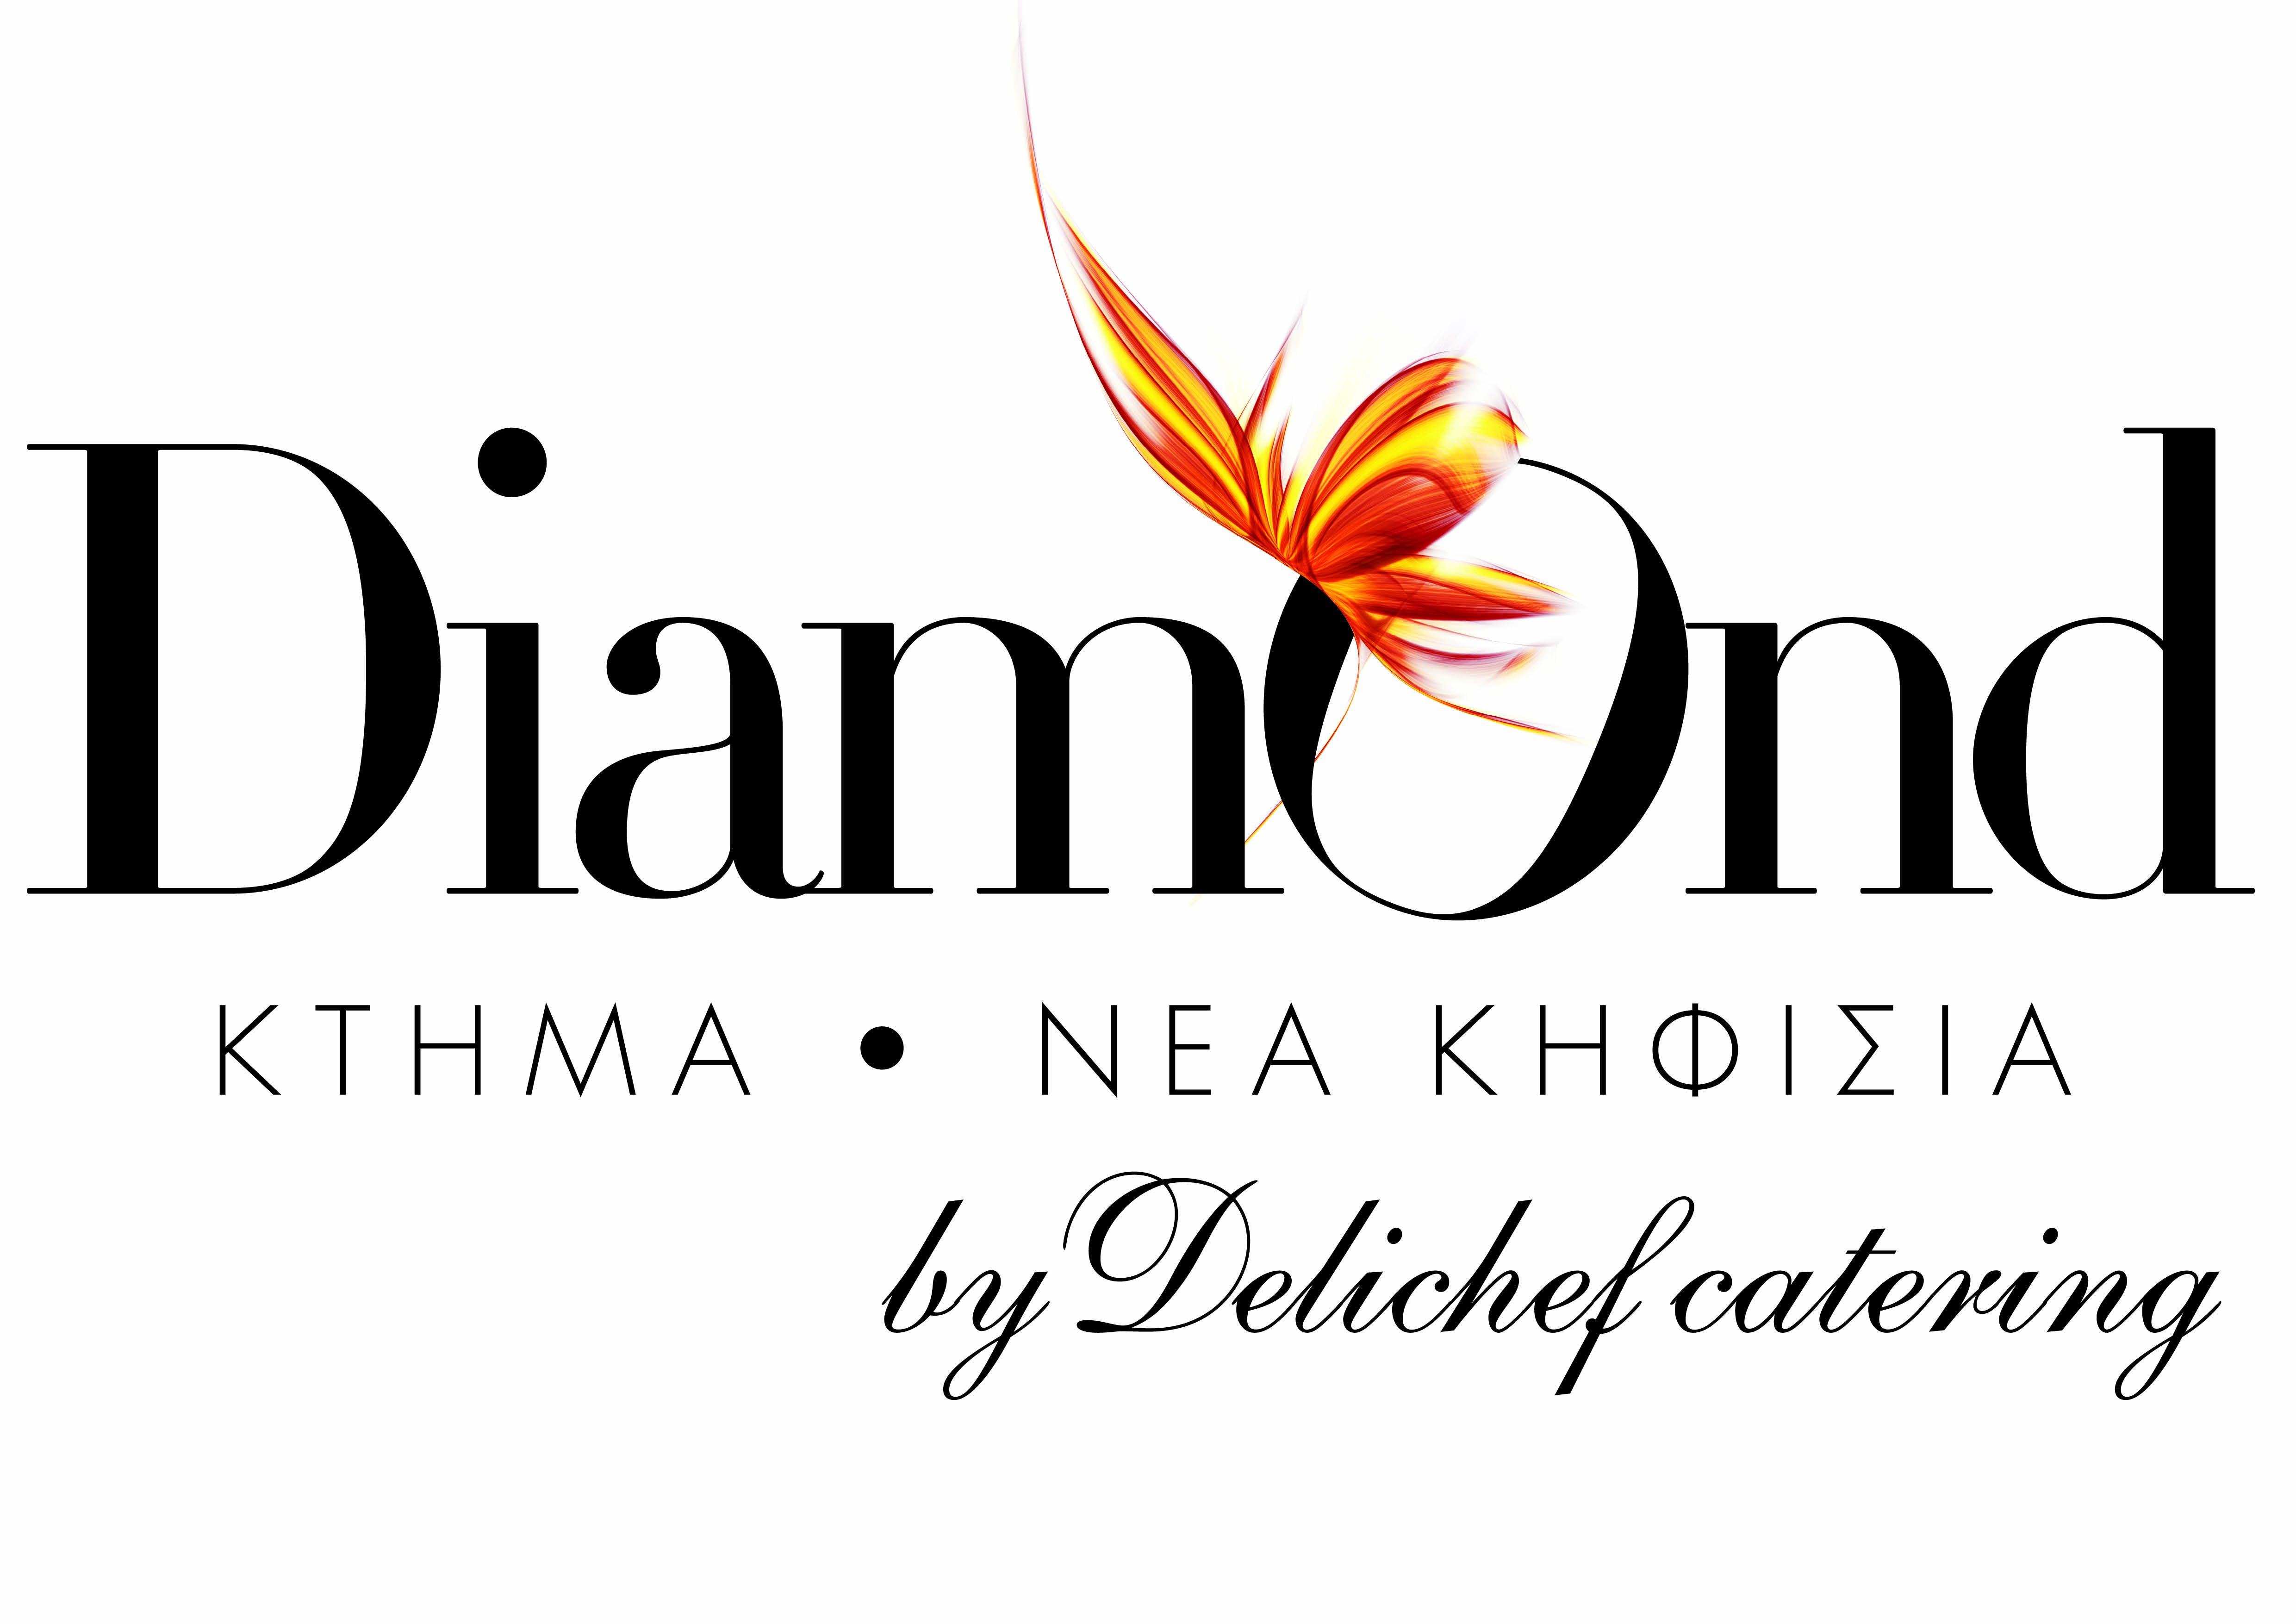 DiamOnd
ΚΤΗΜΑ • ΝΕΑ ΚΗΦΙΣΙΑ
by Delichef catering